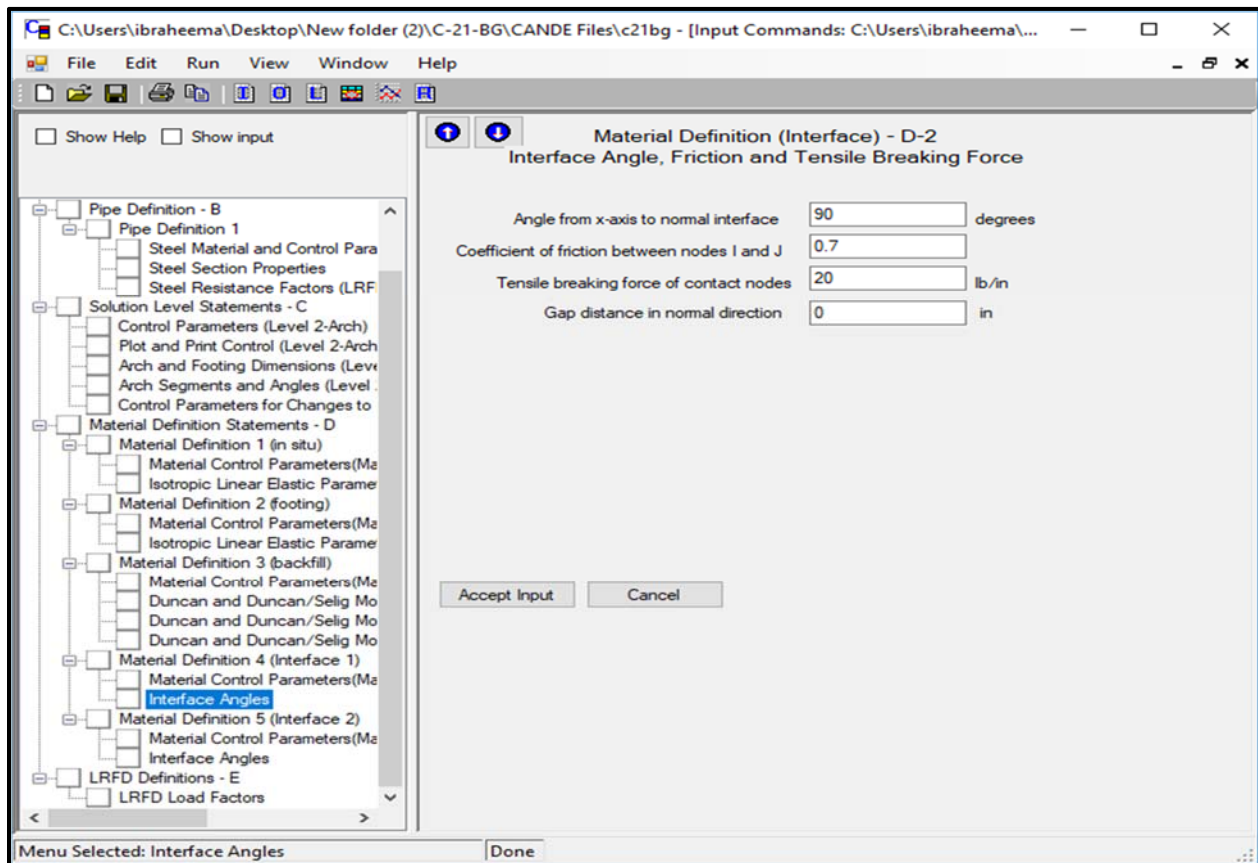 C:\Users\ibraheema\Desktop\New folder (2)\C-21-BG\CANDE Files\c21bg - [Input Commands: C:\Users\ibraheema\...
File Edit Run View Window Help
Show Help Show input
Material Definition (Interface) - D-2
Interface Angle, Friction and Tensile Breaking Force
Pipe Definition - B
Pipe Definition 1
Steel Material and Control Para
Steel Section Properties
Steel Resistance Factors (LRF
Solution Level Statements - C
Control Parameters (Level 2-Arch)
Plot and Print Control (Level 2-Arch
Arch and Footing Dimensions (Leve
Arch Segments and Angles (Level
Control Parameters for Changes to
Material Definition Statements - D
Material Definition 1 (in situ)
Material Control Parameters(Ma
Isotropic Linear Elastic Parame
Material Definition 2 (footing)
Material Control Parameters(Ma
Isotropic Linear Elastic Parame
Material Definition 3 (backfill)
Material Control Parameters(Ma
Duncan and Duncan/Selig Mo
Duncan and Duncan/Selig Mo
Duncan and Duncan/Selig Mo
Material Definition 4 (Interface 1)
Material Control Parameters(Ma
Interface Angles
Material Definition 5 (Interface 2)
Material Control Parameters(Ma
Interface Angles
LRFD Definitions - E
LRFD Load Factors
Angle from x-axis to normal interface 90 degrees
Coefficient of friction between nodes I and J 0.7
Tensile breaking force of contact nodes 20 lb/in
Gap distance in normal direction 0 in
Accept Input Cancel
Menu Selected: Interface Angles Done